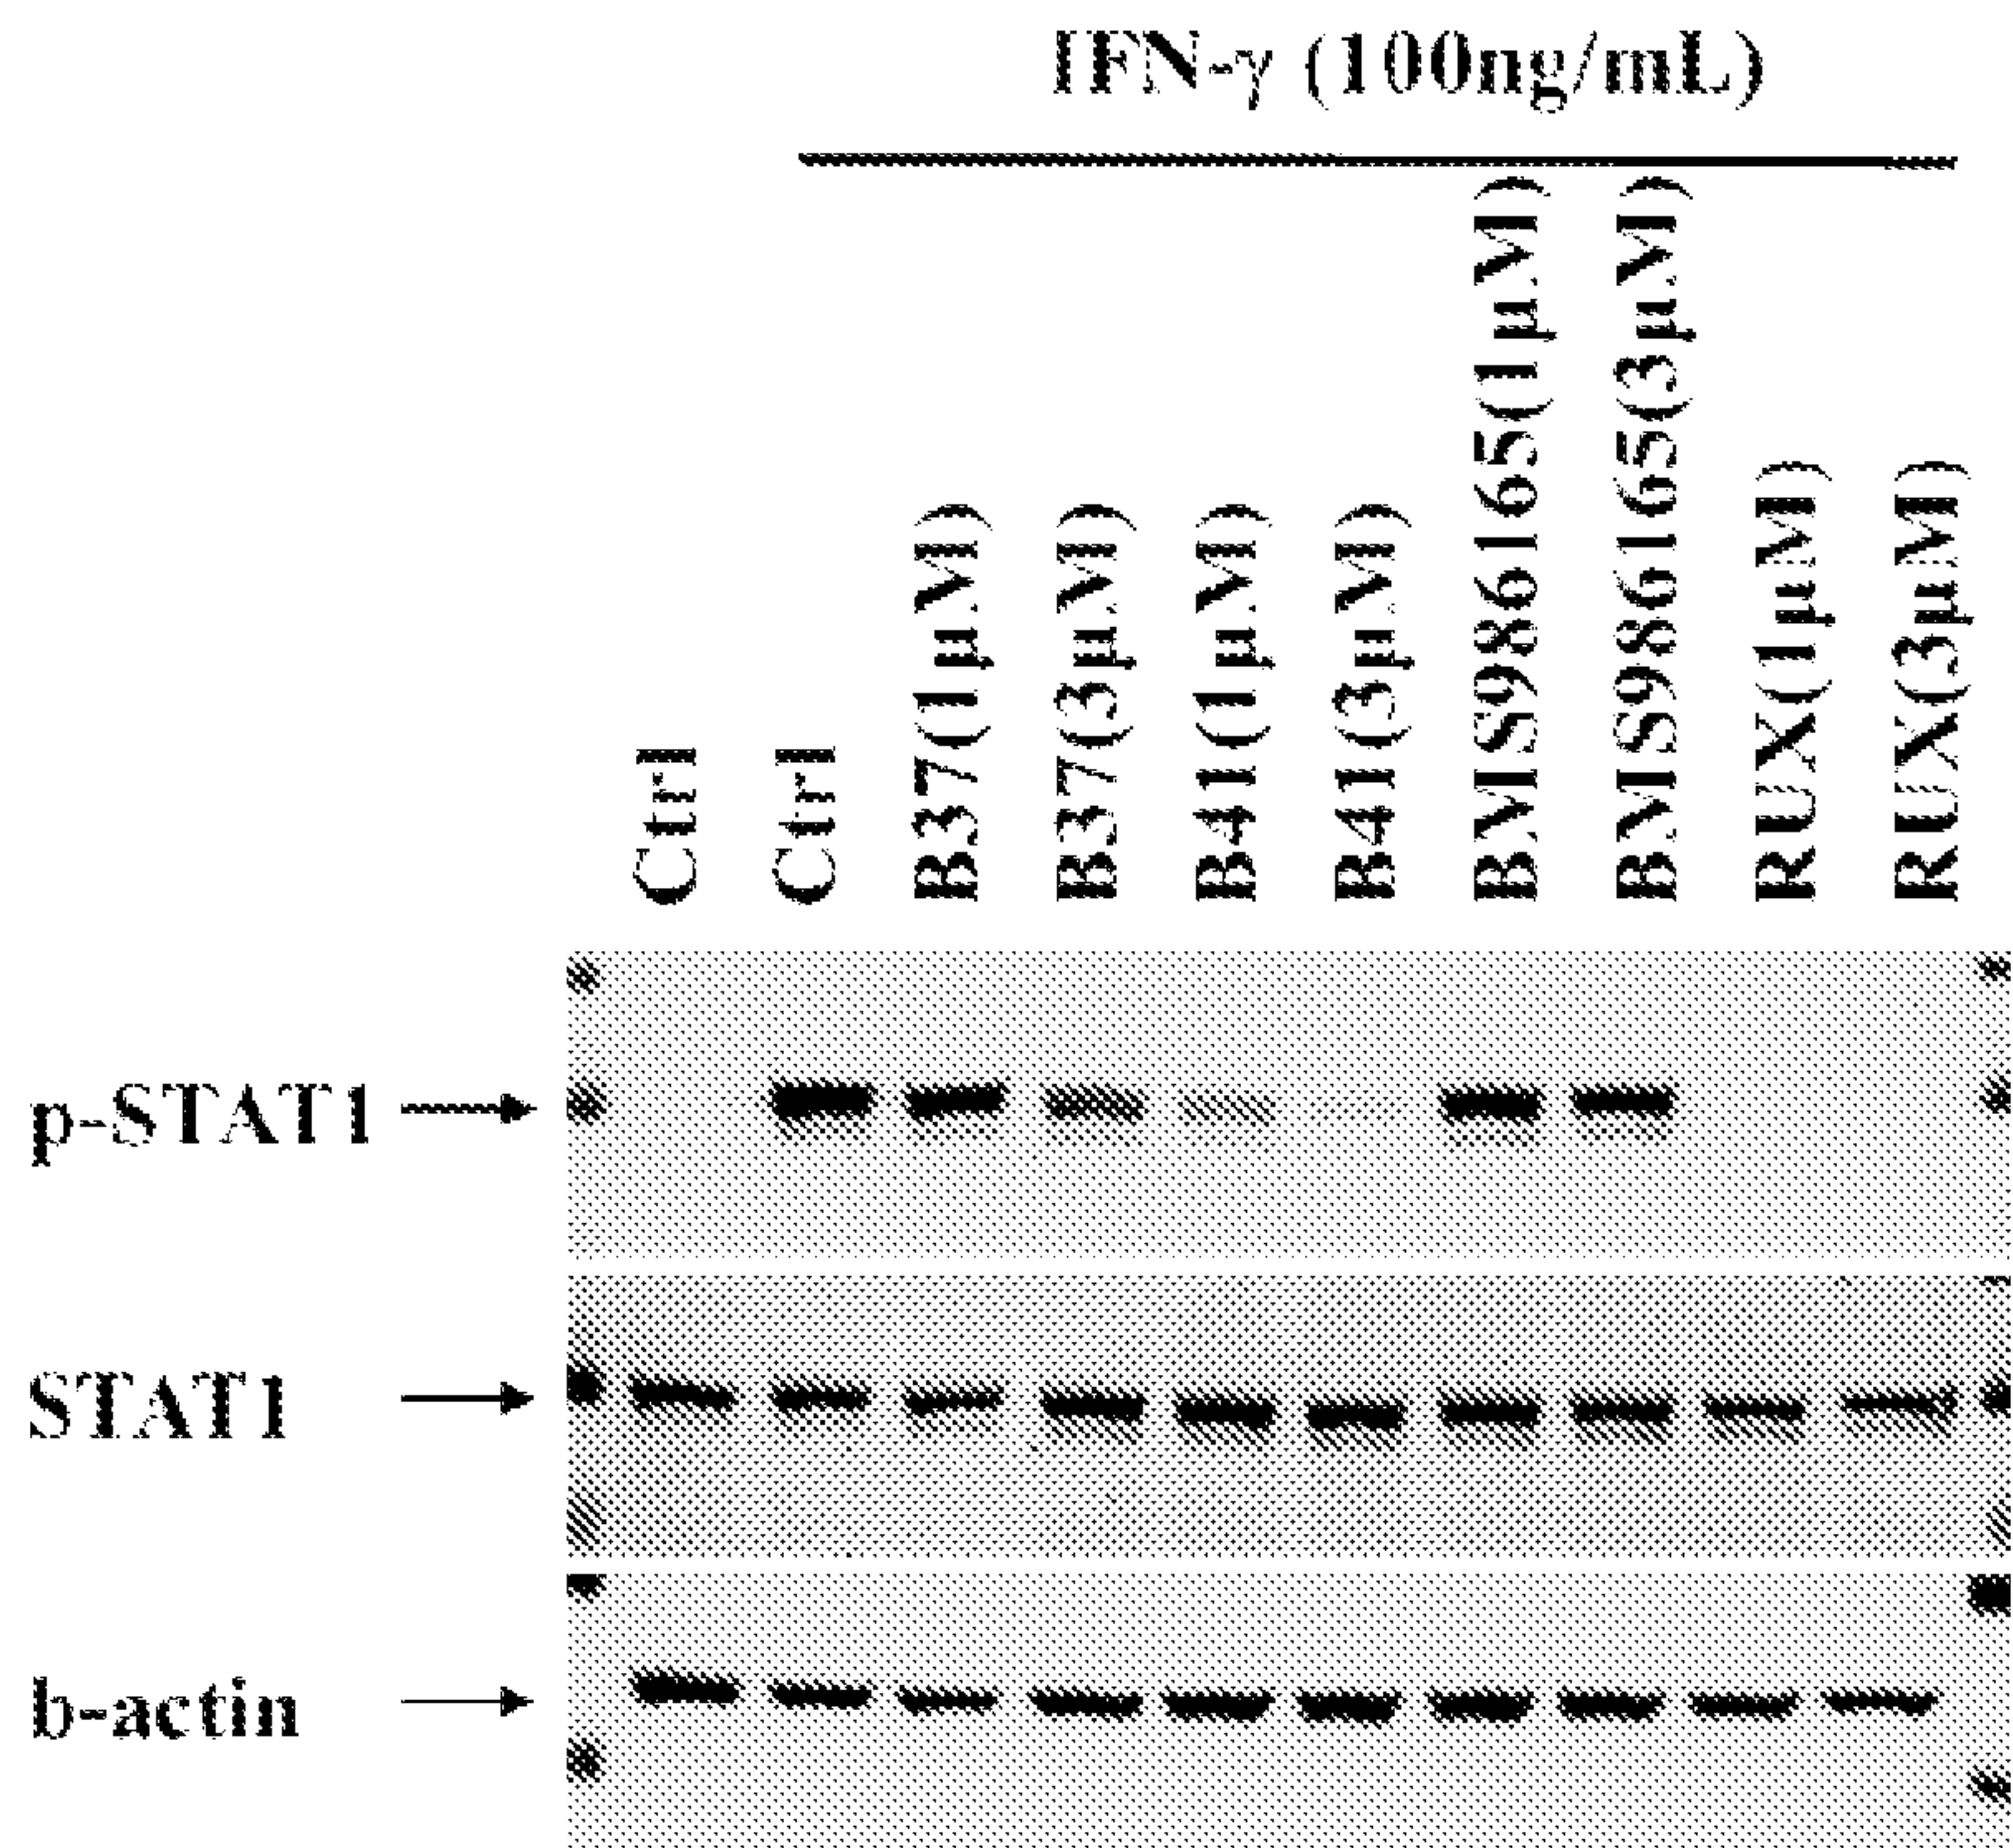 IFN-γ (100ng/mL)
Ctrl
Ctrl
B37(1μM)
B37(3μM)
B41(1μM)
B41(3μM)
BMS986165(1μM)
BMS986165(3μM)
RUX(1μM)
RUX(3μM)
p-STAT1
STAT1
b-actin